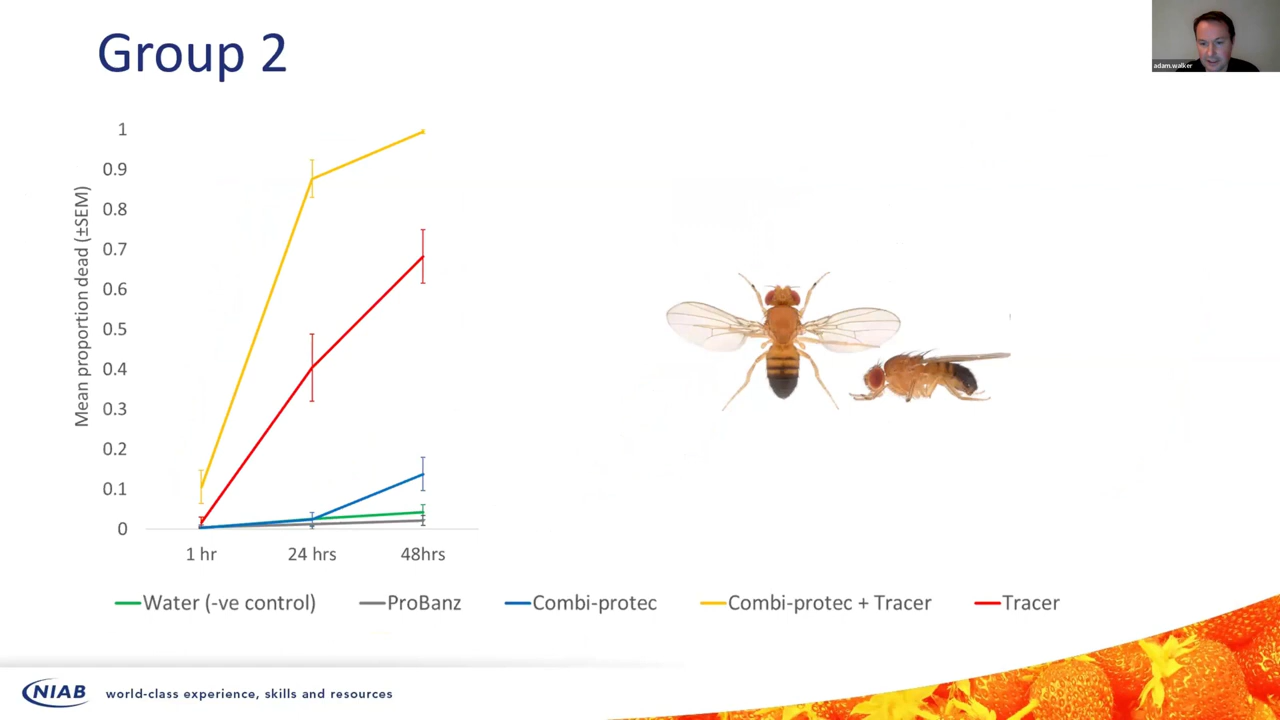 Group 2
adam.walker
Mean proportion dead (±SEM)
1
0.9
0.8
0.7
0.6
0.5
0.4
0.3
0.2
0.1
0
1 hr 24 hrs 48hrs
Water (-ve control) ProBanz Combi-protec Combi-protec + Tracer Tracer
NIAB world-class experience, skills and resources